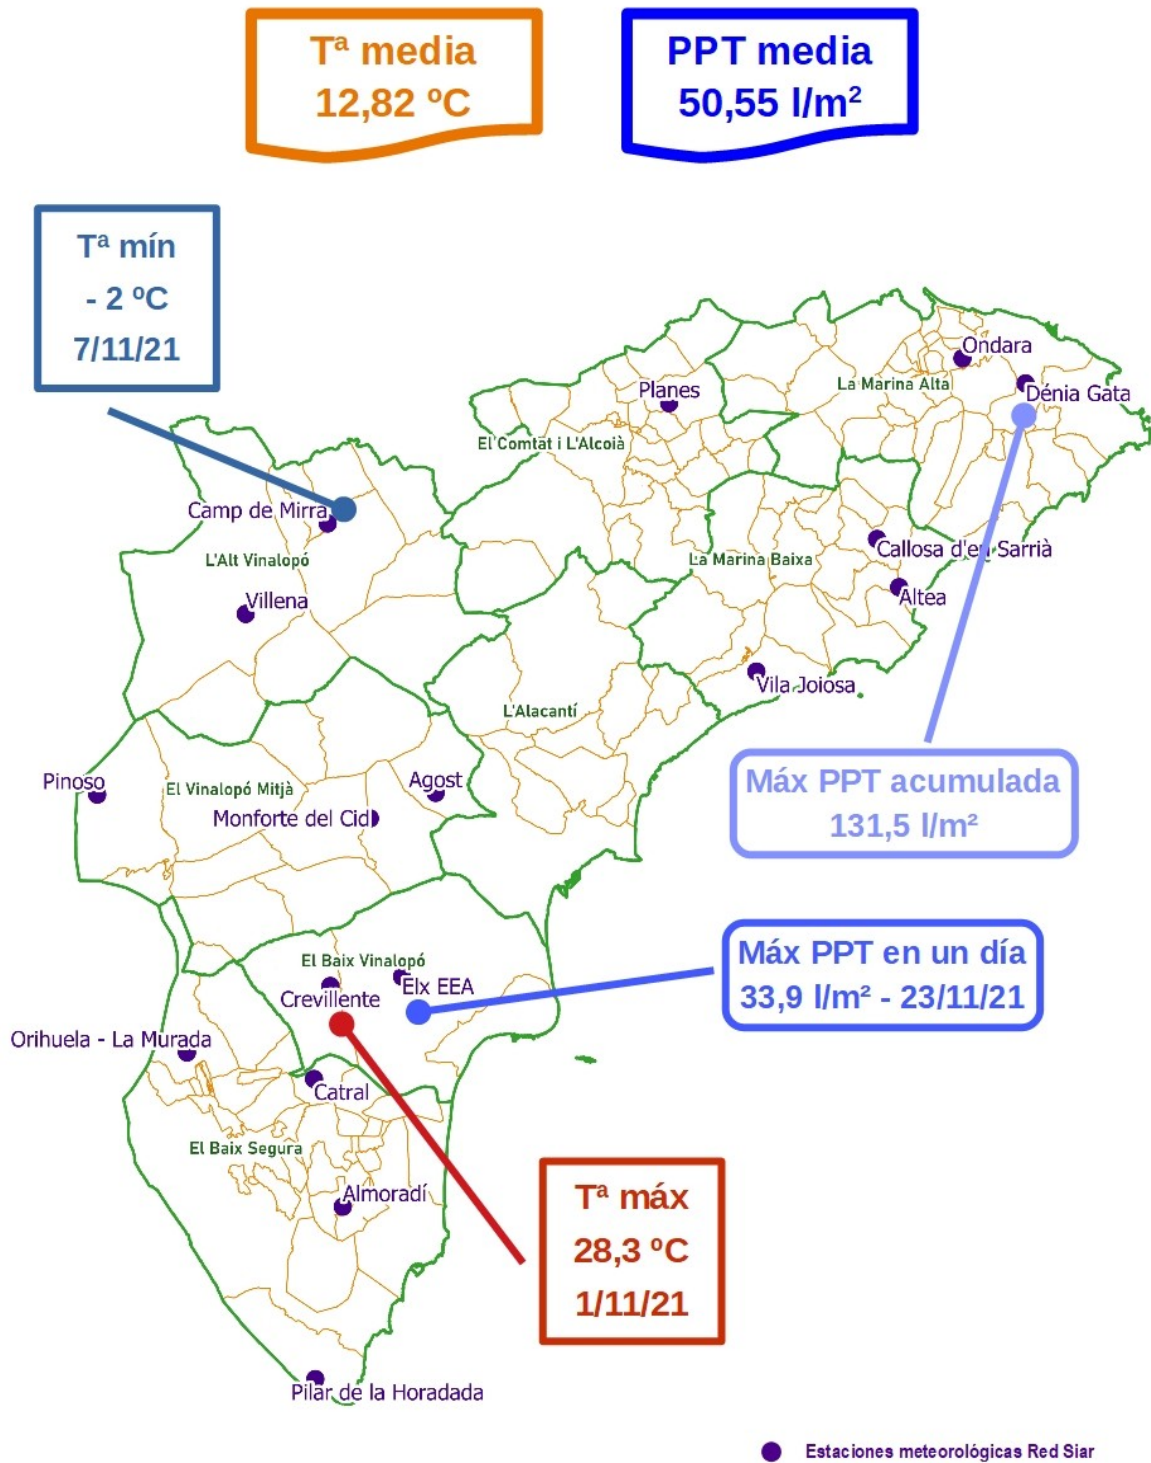 Tª media
12,82 ºC
PPT media
50,55 l/m²
Tª mín
- 2 ºC
7/11/21
Ondara
La Marina Alta
Dénia Gata
Planes
El Comtat i L'Alcoià
Camp de Mirra
L'Alt Vinalopó
Callosa d'en Sarrià
La Marina Baixa
Altea
Villena
Vila Joiosa
L'Alacantí
Pinoso
El Vinalopó Mitjà
Agost
Monforte del Cid
Máx PPT acumulada
131,5 l/m²
Máx PPT en un día
33,9 l/m² - 23/11/21
El Baix Vinalopó
Elx EEA
Crevillente
Orihuela - La Murada
Catral
El Baix Segura
Almoradí
Tª máx
28,3 ºC
1/11/21
Pilar de la Horadada
Estaciones meteorológicas Red Siar